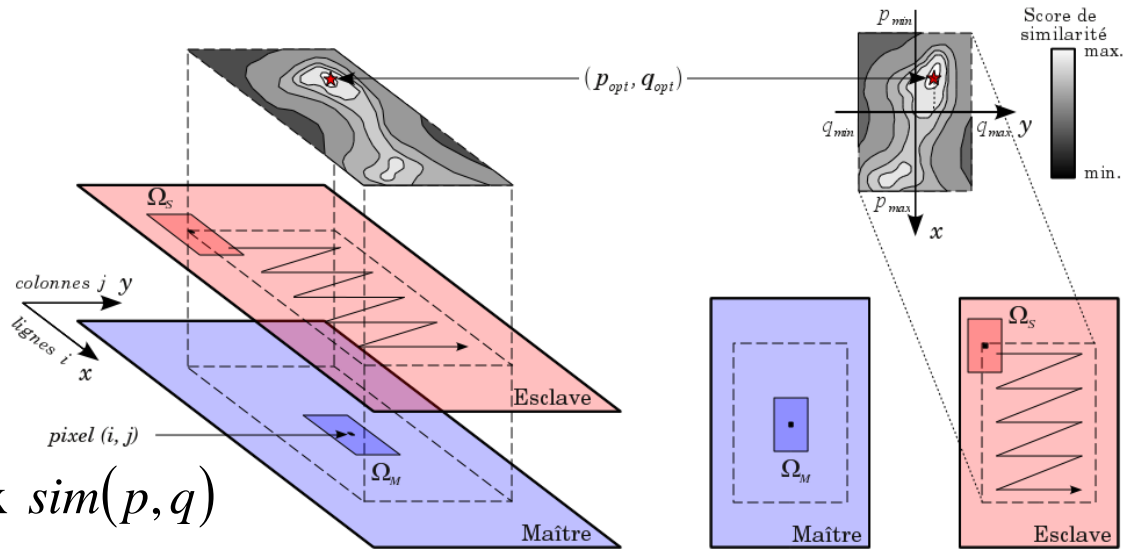 p_min
Score de
similarité
max.
min.
(p_opt, q_opt)
q_min
q_max
y
p_max
x
Ω_S
colonnes j y
lignes i
x
Esclave
pixel (i, j)
Ω_M
sim(p,q)
Maître
Ω_M
Ω_S
Esclave